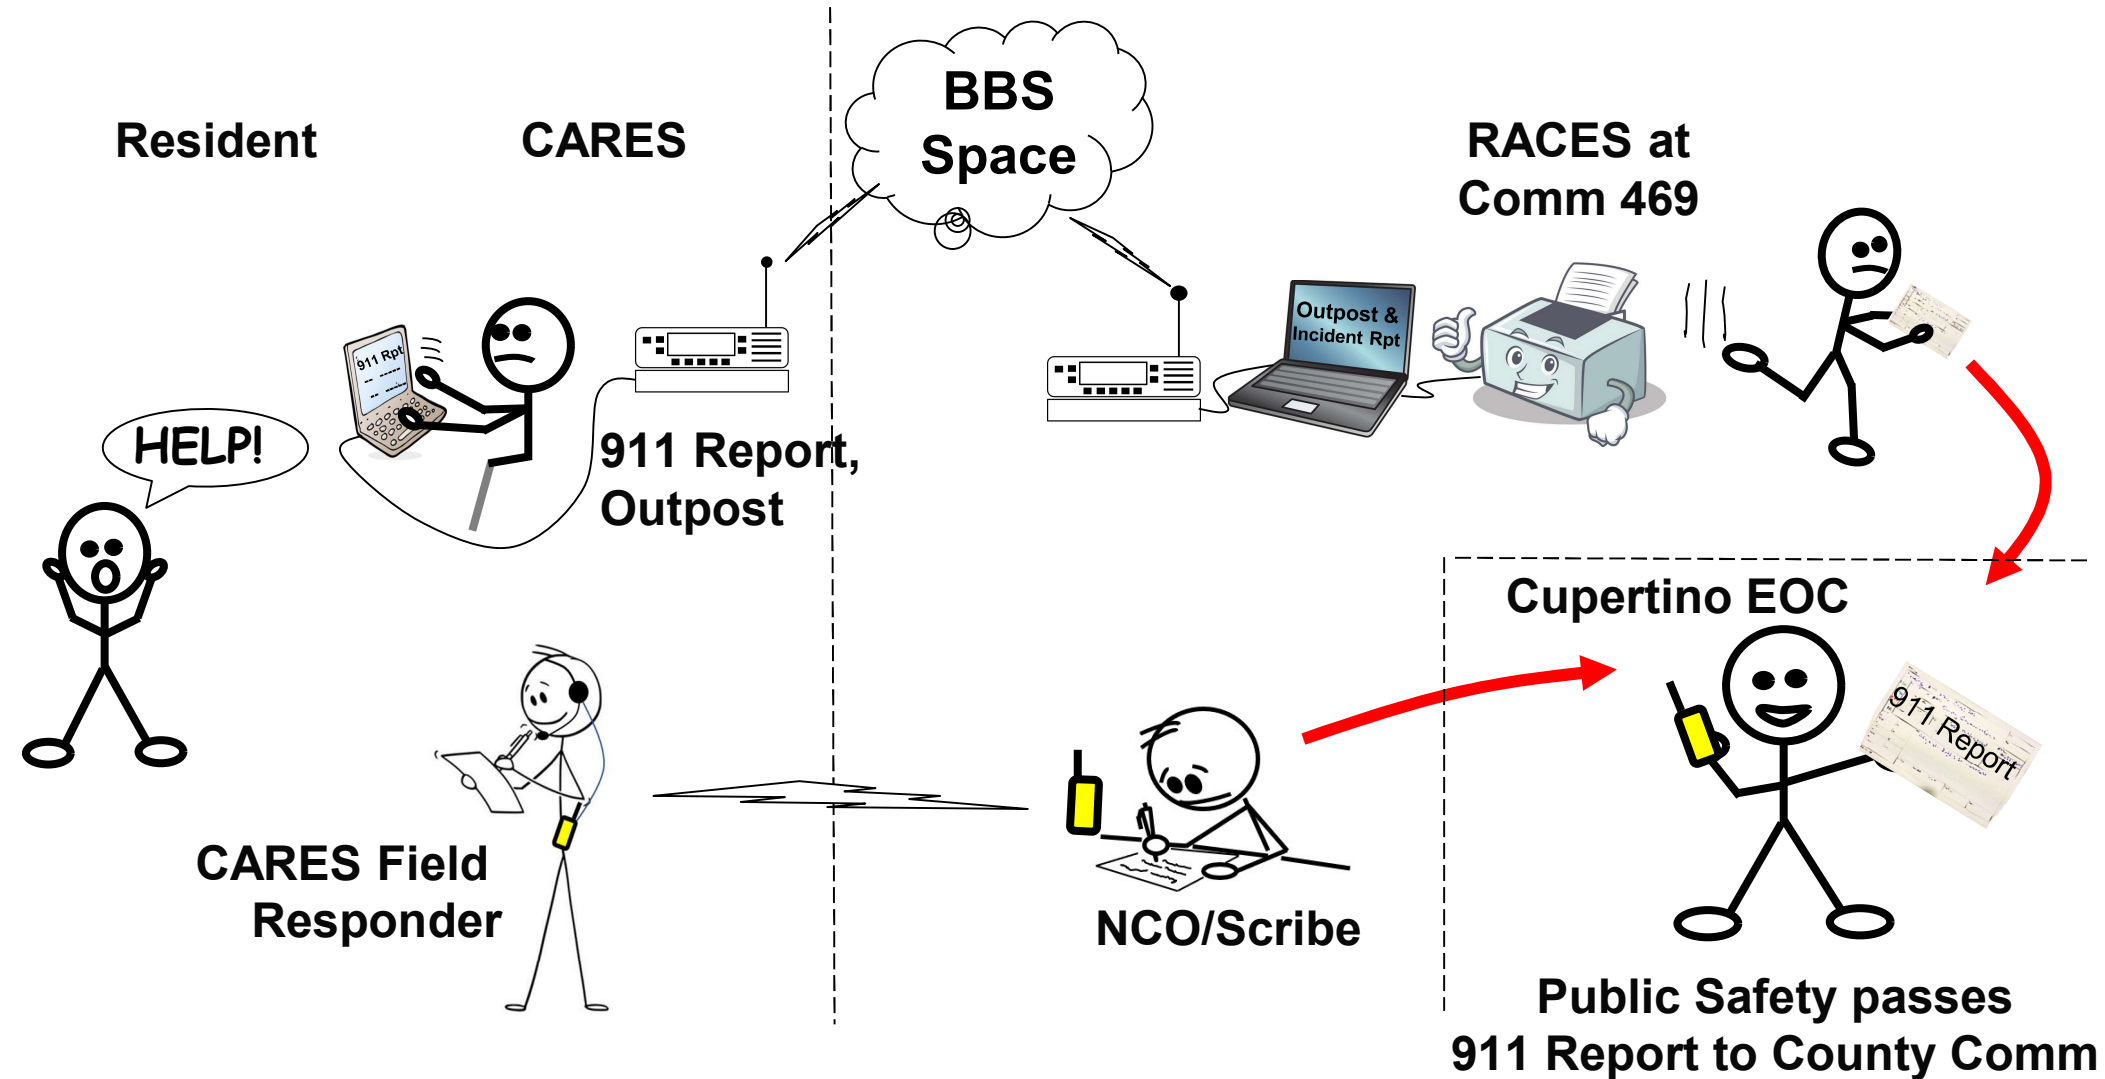 Resident
CARES
BBS
Space
RACES at
Comm 469
911 Rpt
Outpost &
Incident Rpt
HELP!
911 Report,
Outpost
Cupertino EOC
911 Report
CARES Field
Responder
NCO/Scribe
Public Safety passes
911 Report to County Comm